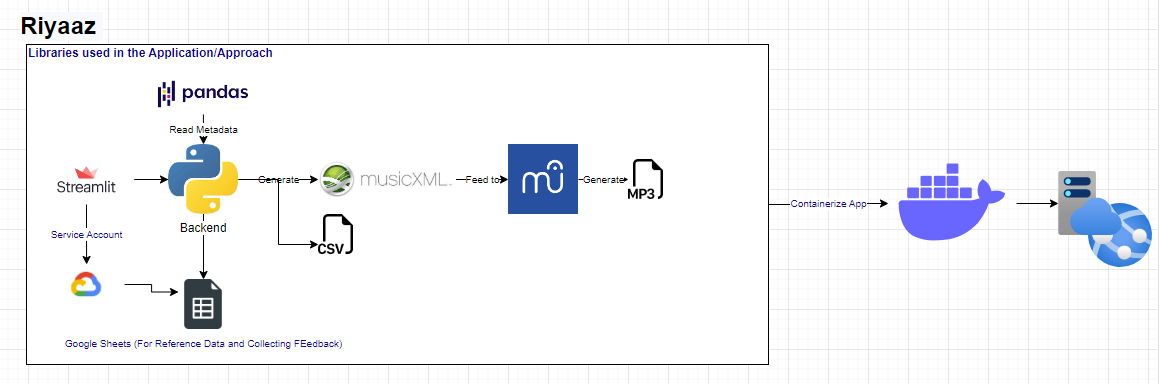 Riyaaz
Libraries used in the Application/Approach
pandas
Read Metadata
Streamlit
Generate
musicXML
Feed to
mu
Generate
MP3
Containerize App
Service Account
Backend
CSV
Google Sheets (For Reference Data and Collecting FEedback)